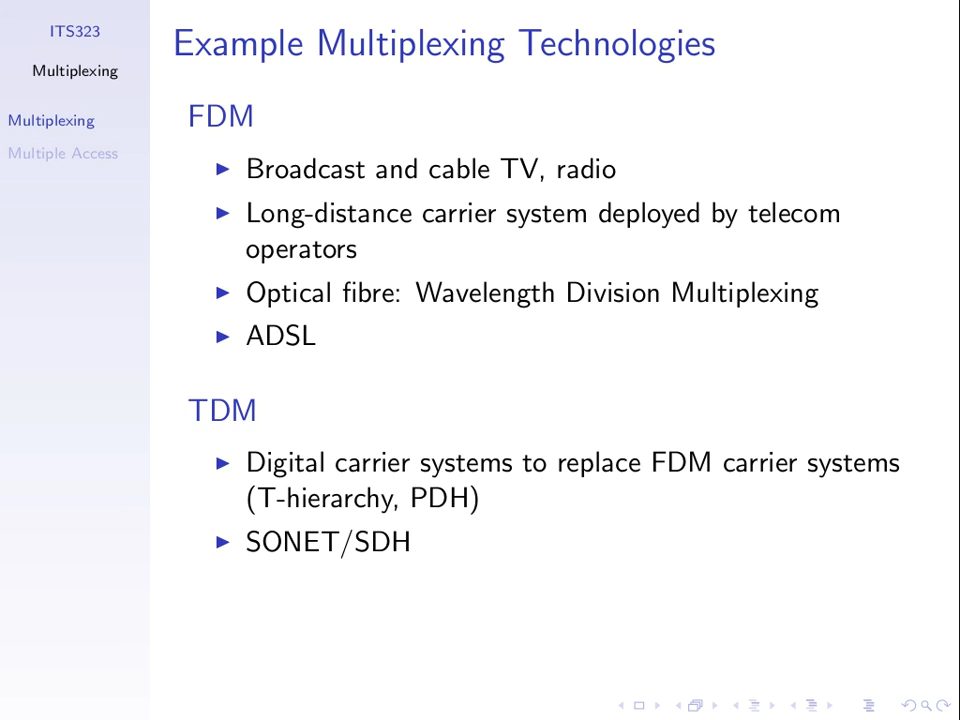 ITS323
Multiplexing
Multiplexing
Multiple Access
Example Multiplexing Technologies
FDM
Broadcast and cable TV, radio
Long-distance carrier system deployed by telecom
operators
Optical fibre: Wavelength Division Multiplexing
ADSL
TDM
Digital carrier systems to replace FDM carrier systems
(T-hierarchy, PDH)
SONET/SDH